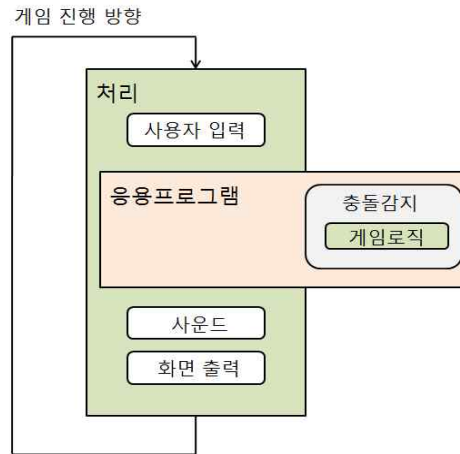 게임 진행 방향
처리
사용자 입력
응용프로그램
충돌감지
게임로직
사운드
화면 출력